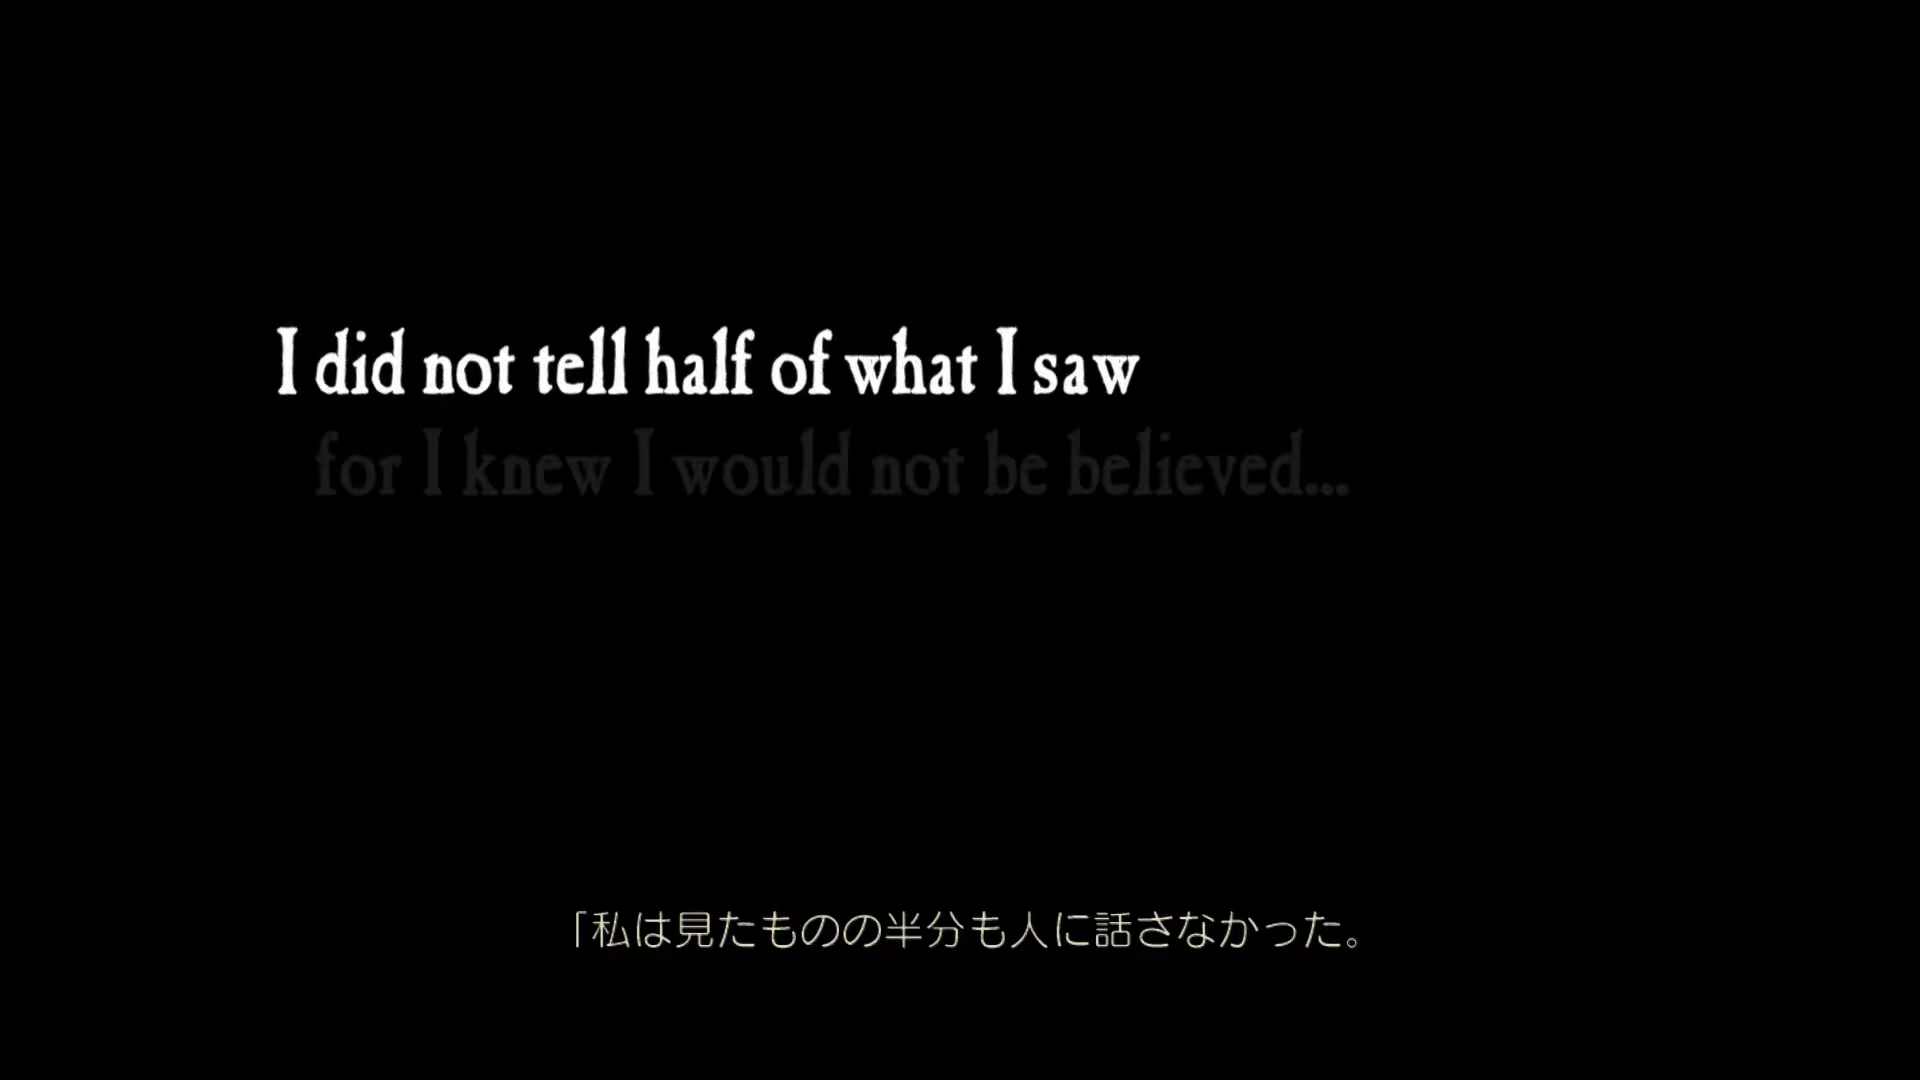 I did not tell half of what I saw
for I knew I would not be believed...
「私は見たものの半分も人に話さなかった。